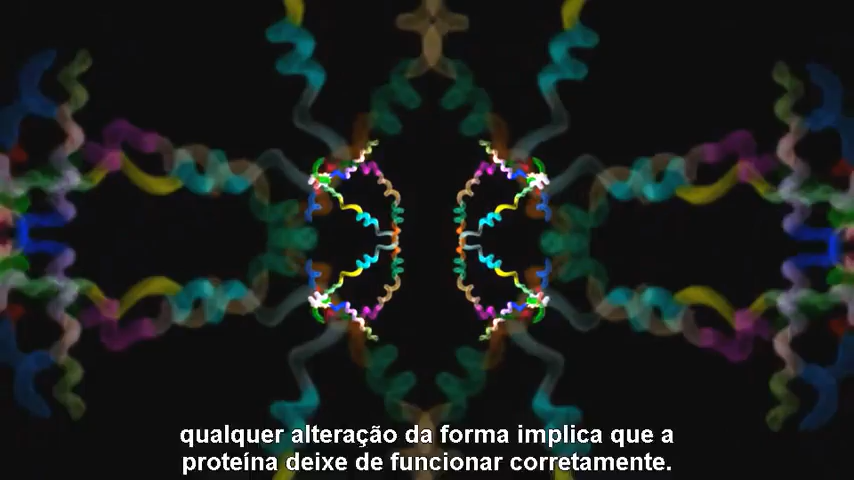 qualquer alteração da forma implica que a
proteína deixe de funcionar corretamente.